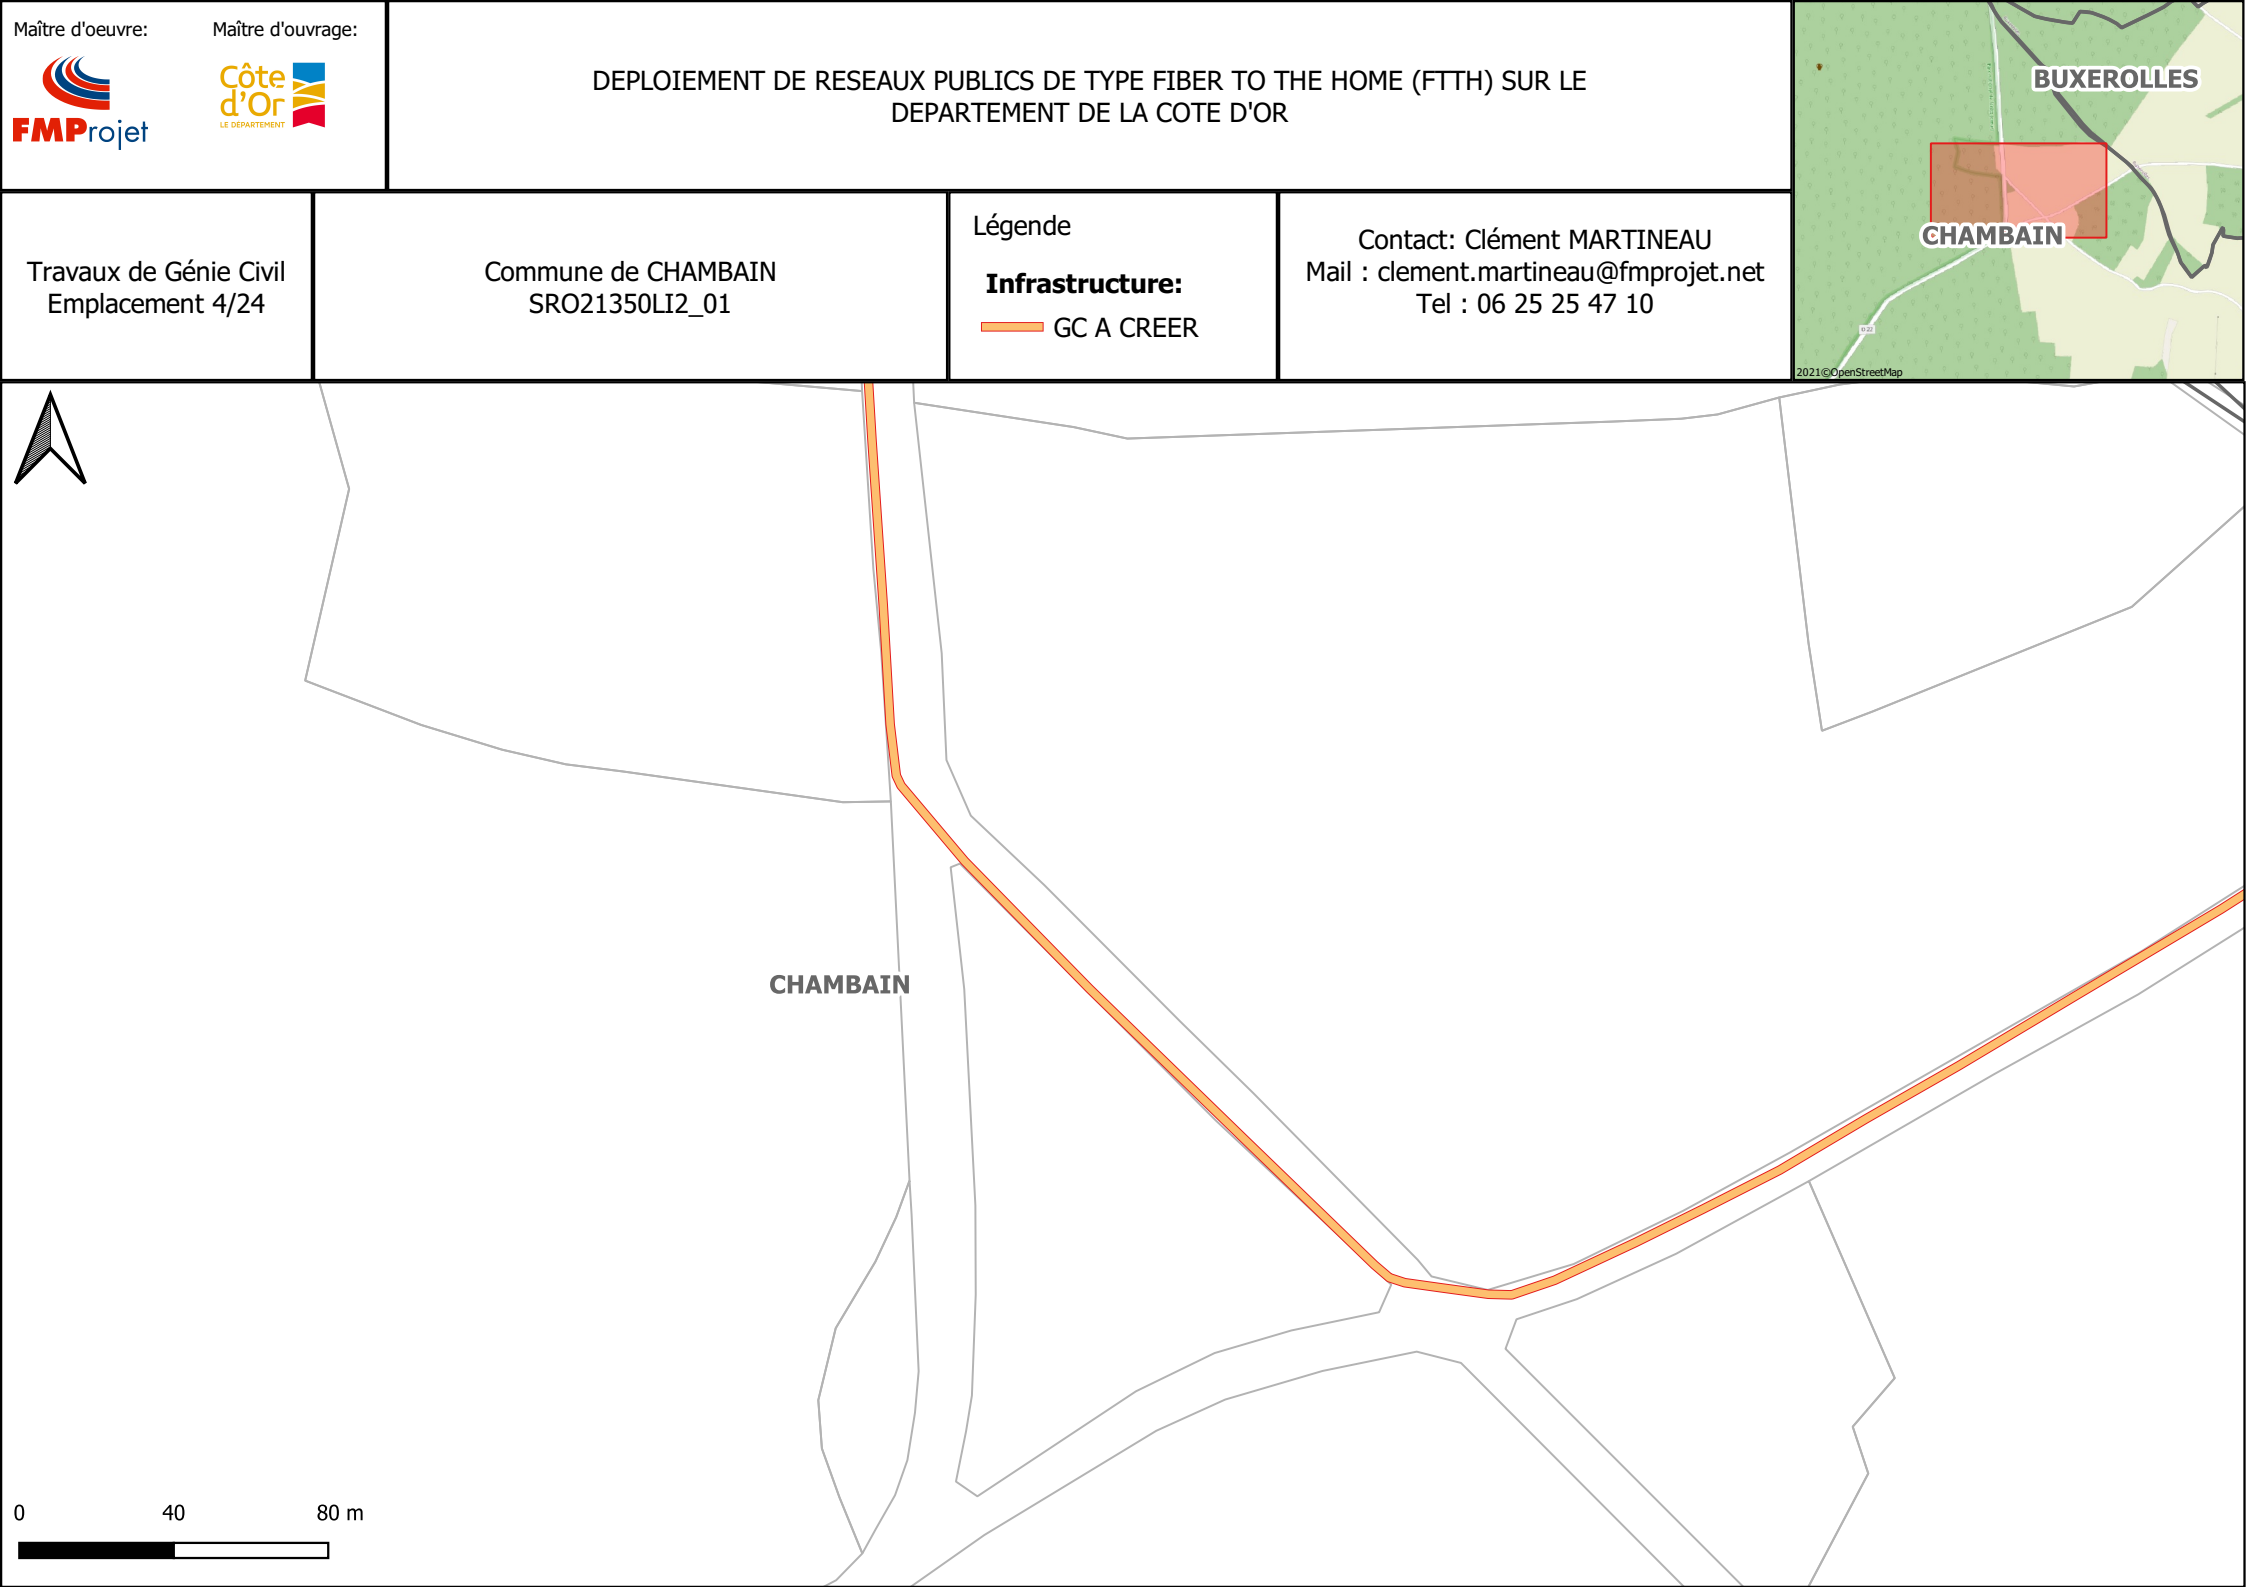 Maître d'oeuvre:
Maître d'ouvrage:
FMProjet
Côte
d'Or
LE DÉPARTEMENT
DEPLOIEMENT DE RESEAUX PUBLICS DE TYPE FIBER TO THE HOME (FTTH) SUR LE
DEPARTEMENT DE LA COTE D'OR
Travaux de Génie Civil
Emplacement 4/24
Commune de CHAMBAIN
SRO21350LI2_01
Légende
Infrastructure:
GC A CREER
Contact: Clément MARTINEAU
Mail : clement.martineau@fmprojet.net
Tel : 06 25 25 47 10
BUXEROLLES
CHAMBAIN
D 22
2021©OpenStreetMap
CHAMBAIN
0 40 80 m